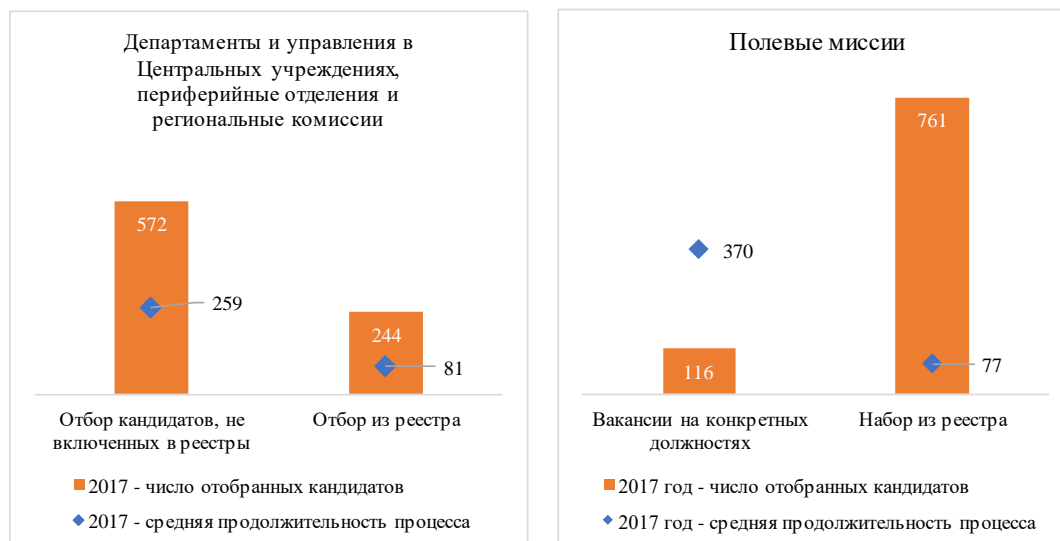 Департаменты и управления в
Центральных учреждениях,
периферийные отделения и
региональные комиссии
572
259
244
81
Отбор кандидатов, не
включенных в реестры
Отбор из реестра
2017 - число отобранных кандидатов
2017 - средняя продолжительность процесса
Полевые миссии
761
370
116
77
Вакансии на конкретных
должностях
Набор из реестра
2017 год - число отобранных кандидатов
2017 год - средняя продолжительность процесса